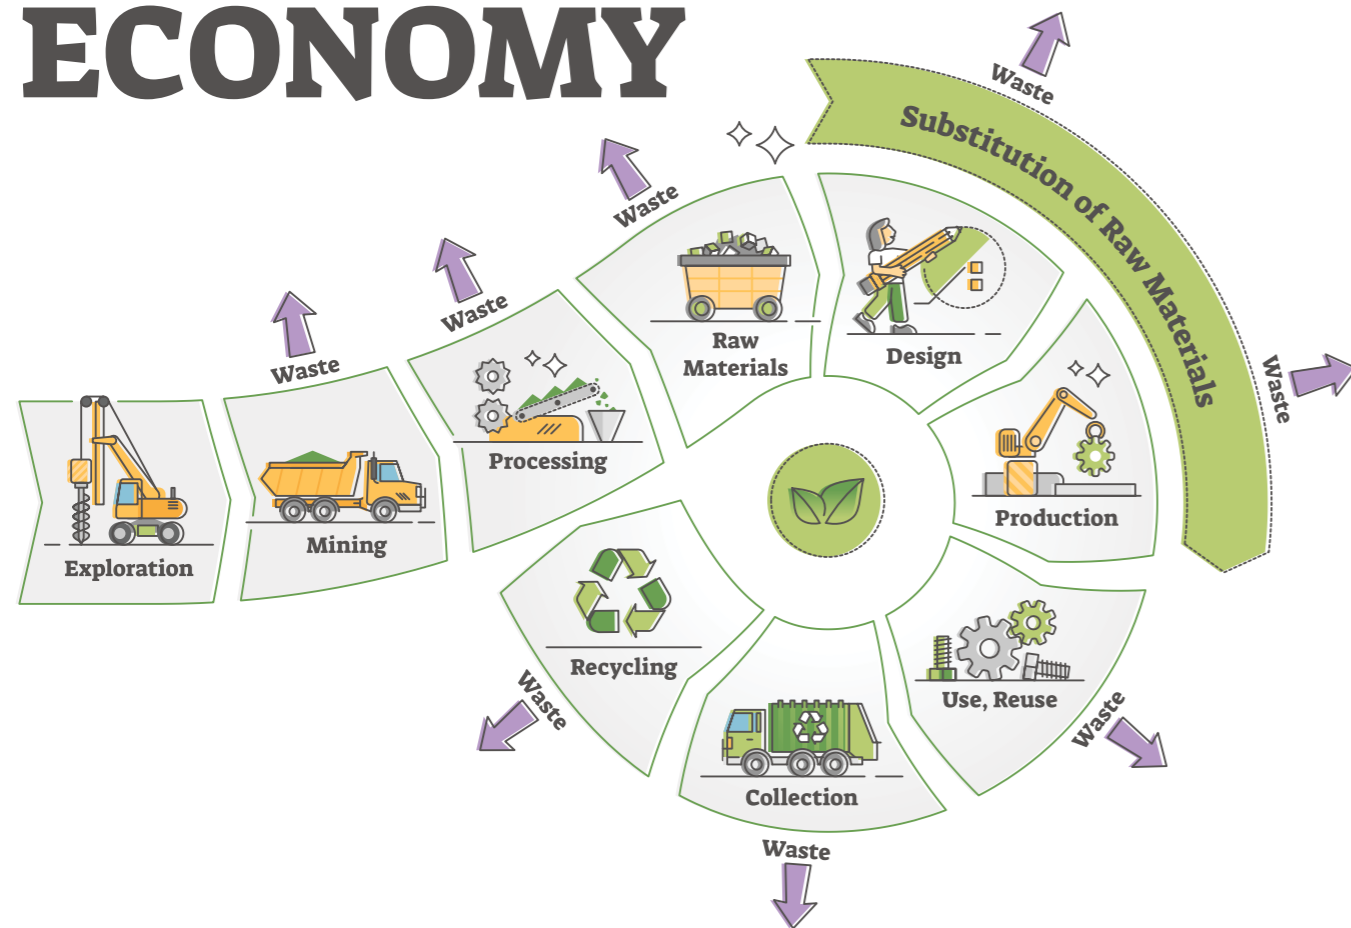 ECONOMY
Waste
Substitution of Raw Materials
Waste
Waste
Waste
Waste
Waste
Raw
Materials
Design
Processing
Production
Mining
Exploration
Recycling
Use, Reuse
Waste
Waste
Collection
Waste